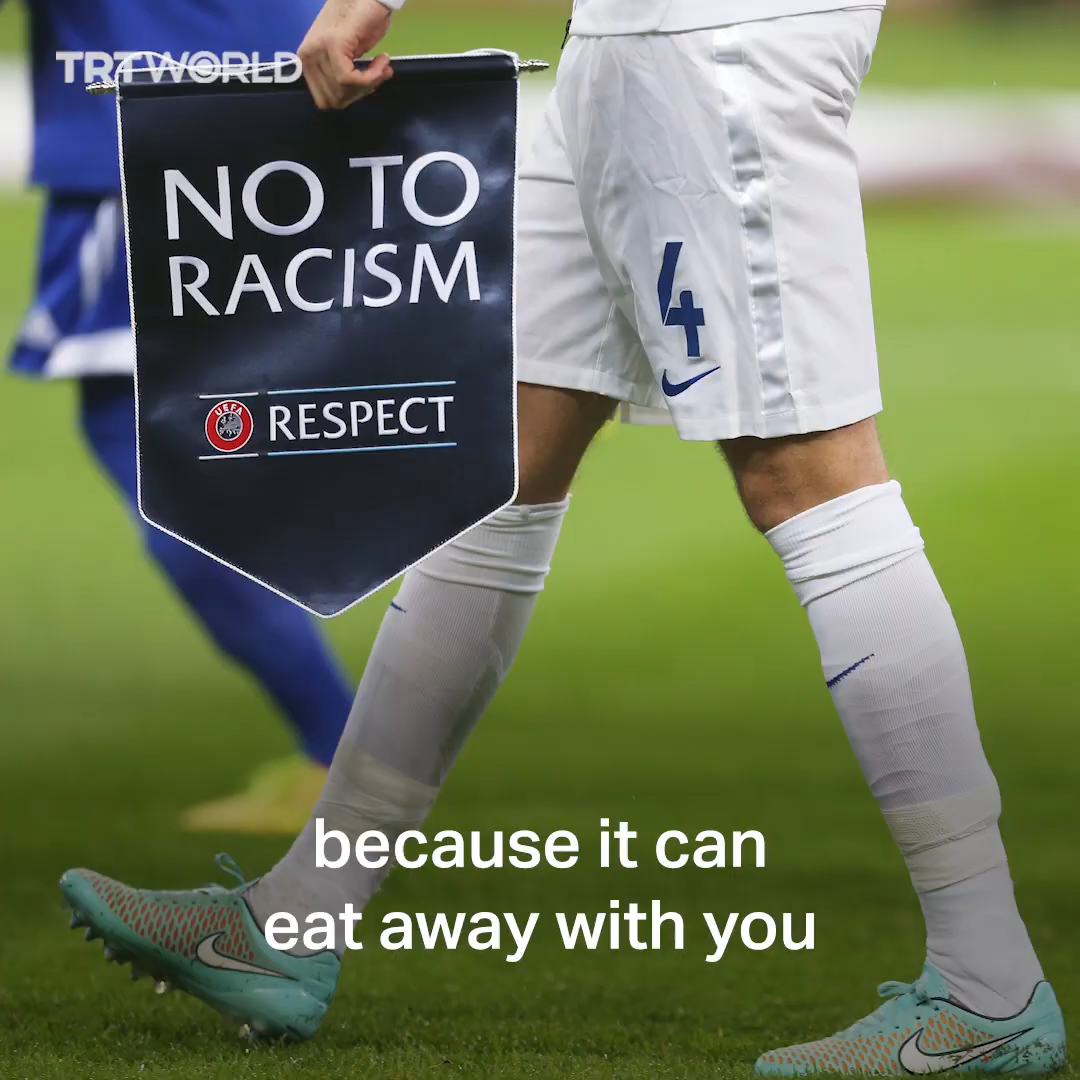 TRT WORLD
NO TO
RACISM
UEFA
RESPECT
4
because it can
eat away with you